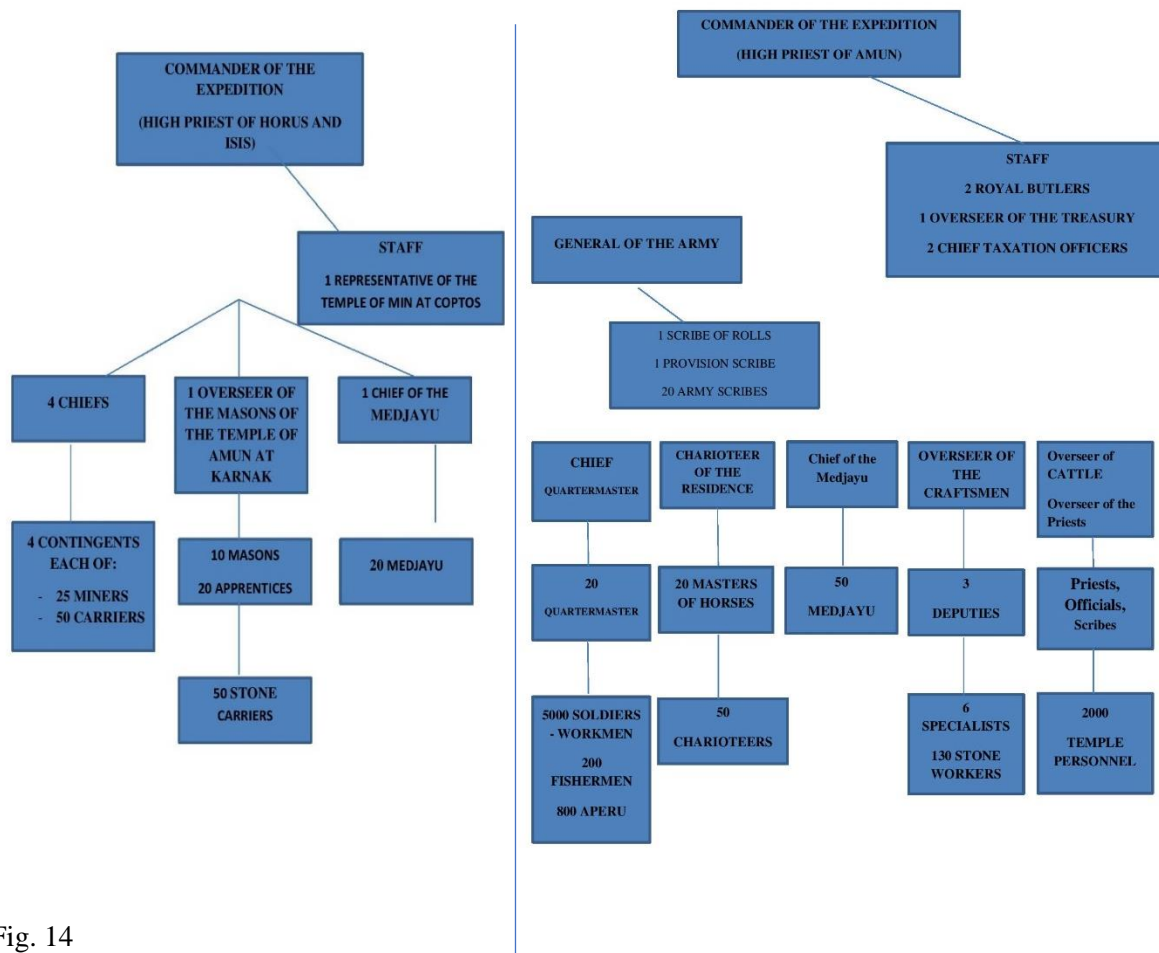 COMMANDER OF THE
EXPEDITION
(HIGH PRIEST OF HORUS AND
ISIS)
STAFF
1 REPRESENTATIVE OF THE
TEMPLE OF MIN AT COPTOS
4 CHIEFS
1 OVERSEER OF
THE MASONS OF
THE TEMPLE OF
AMUN AT
KARNAK
1 CHIEF OF THE
MEDJAYU
4 CONTINGENTS
EACH OF:
- 25 MINERS
- 50 CARRIERS
10 MASONS
20 APPRENTICES
20 MEDJAYU
50 STONE
CARRIERS
COMMANDER OF THE EXPEDITION
(HIGH PRIEST OF AMUN)
STAFF
2 ROYAL BUTLERS
1 OVERSEER OF THE TREASURY
2 CHIEF TAXATION OFFICERS
GENERAL OF THE ARMY
1 SCRIBE OF ROLLS
1 PROVISION SCRIBE
20 ARMY SCRIBES
CHIEF
QUARTERMASTER
CHARIOTEER
OF THE
RESIDENCE
Chief of the
Medjayu
OVERSEER OF
THE
CRAFTSMEN
Overseer of
CATTLE
Overseer of the
Priests
20
QUARTERMASTER
20 MASTERS
OF HORSES
50
MEDJAYU
3
DEPUTIES
Priests,
Officials,
Scribes
5000 SOLDIERS
- WORKMEN
200
FISHERMEN
800 APERU
50
CHARIOTEERS
6
SPECIALISTS
130 STONE
WORKERS
2000
TEMPLE
PERSONNEL
Fig. 14